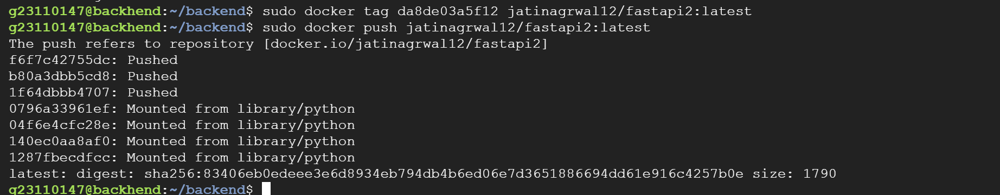 g23110147@backhend:~/backend$ sudo docker tag da8de03a5f12 jatinagrwal12/fastapi2:latest
g23110147@backhend:~/backend$ sudo docker push jatinagrwal12/fastapi2:latest
The push refers to repository [docker.io/jatinagrwal12/fastapi2]
f6f7c42755dc: Pushed
b80a3dbb5cd8: Pushed
1f64dbbb4707: Pushed
0796a33961ef: Mounted from library/python
04f6e4cfc28e: Mounted from library/python
140ec0aa8af0: Mounted from library/python
1287fbecdfcc: Mounted from library/python
latest: digest: sha256:83406eb0edeee3e6d8934eb794db4b6ed06e7d3651886694dd61e916c4257b0e size: 1790
g23110147@backhend:~/backend$